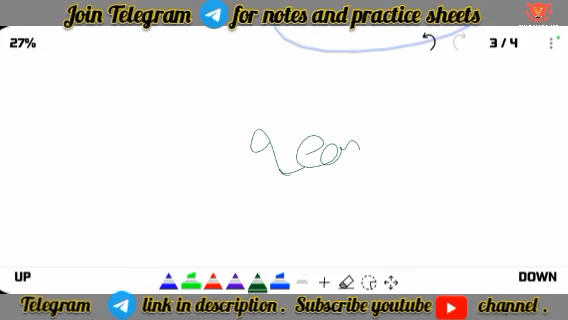 Join Telegram for notes and practice sheets
27%
3 / 4
UP
DOWN
Telegram link in description . Subscribe youtube channel .